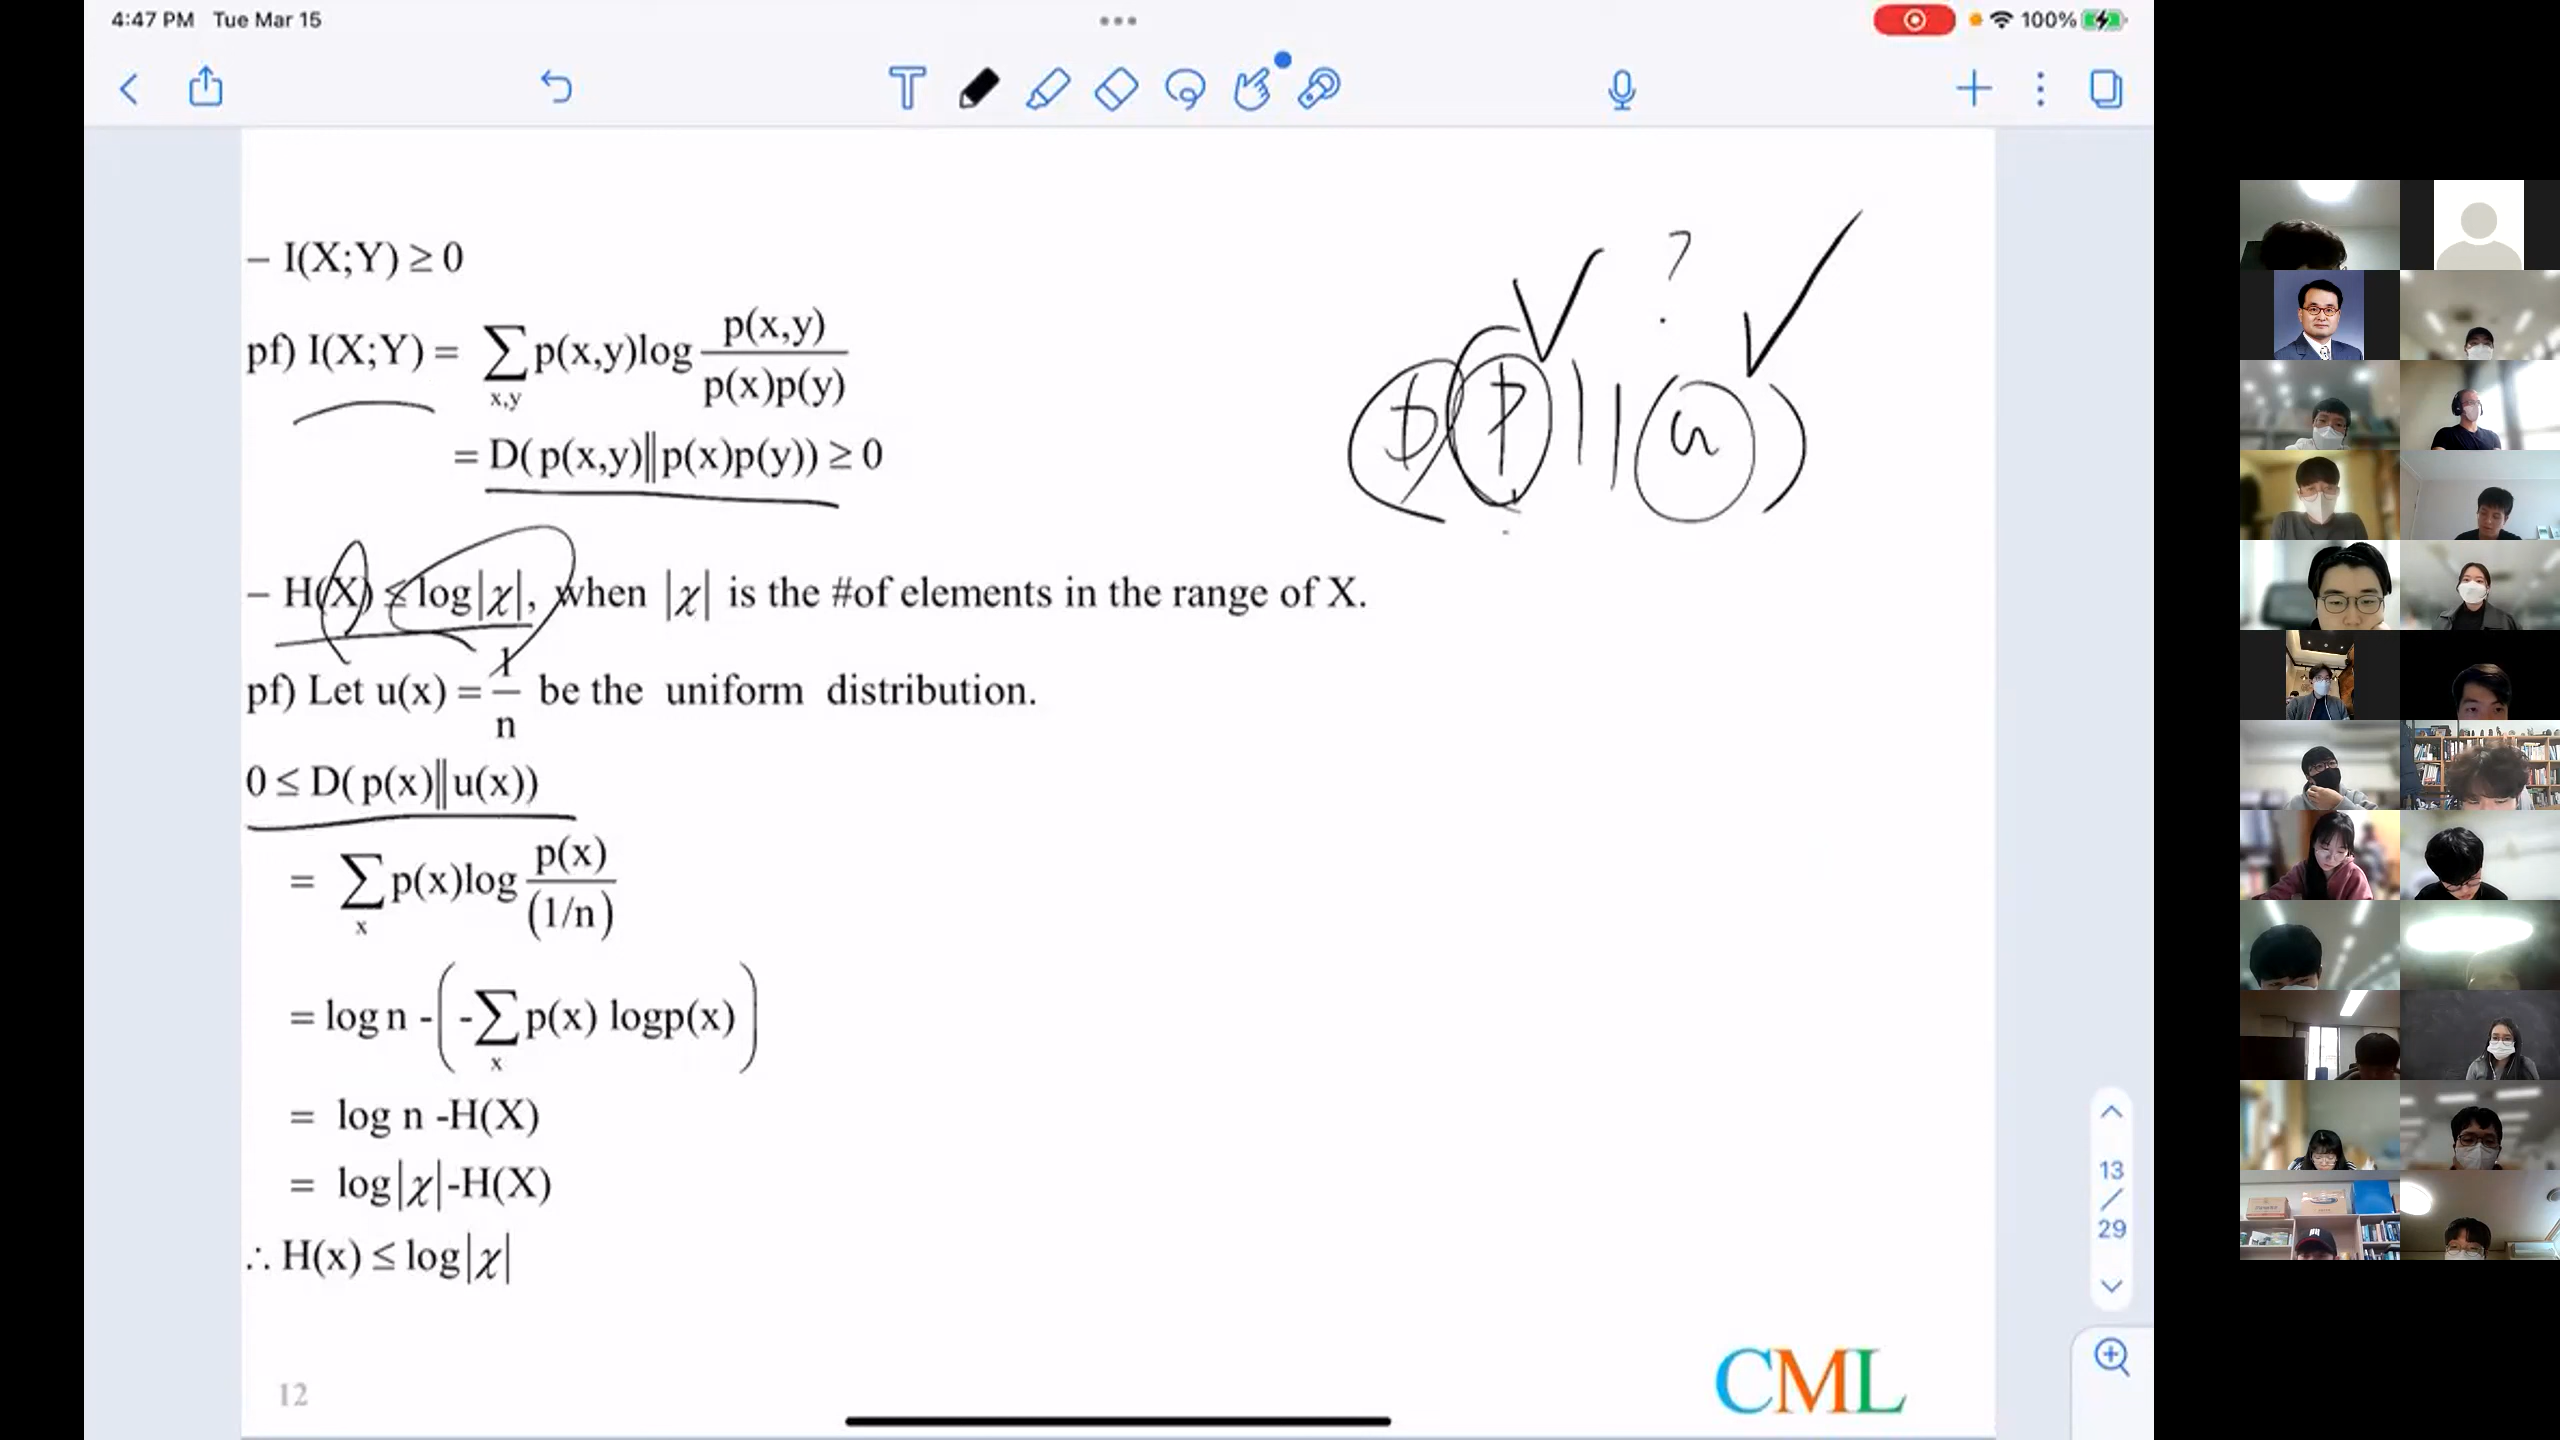 4:47 PM Tue Mar 15
100%
– I(X;Y) ≥ 0
pf) I(X;Y) = ∑x,y p(x,y)log p(x,y) / p(x)p(y)
= D( p(x,y)‖p(x)p(y)) ≥ 0
?
D(p||u)
– H(X) ≤ log|χ|, when |χ| is the #of elements in the range of X.
pf) Let u(x) = 1/n be the uniform distribution.
0 ≤ D( p(x)‖u(x))
= ∑x p(x)log p(x) / (1/n)
= log n - ( -∑x p(x) logp(x) )
= log n -H(X)
= log|χ|-H(X)
∴ H(x) ≤ log|χ|
13
/
29
12
CML